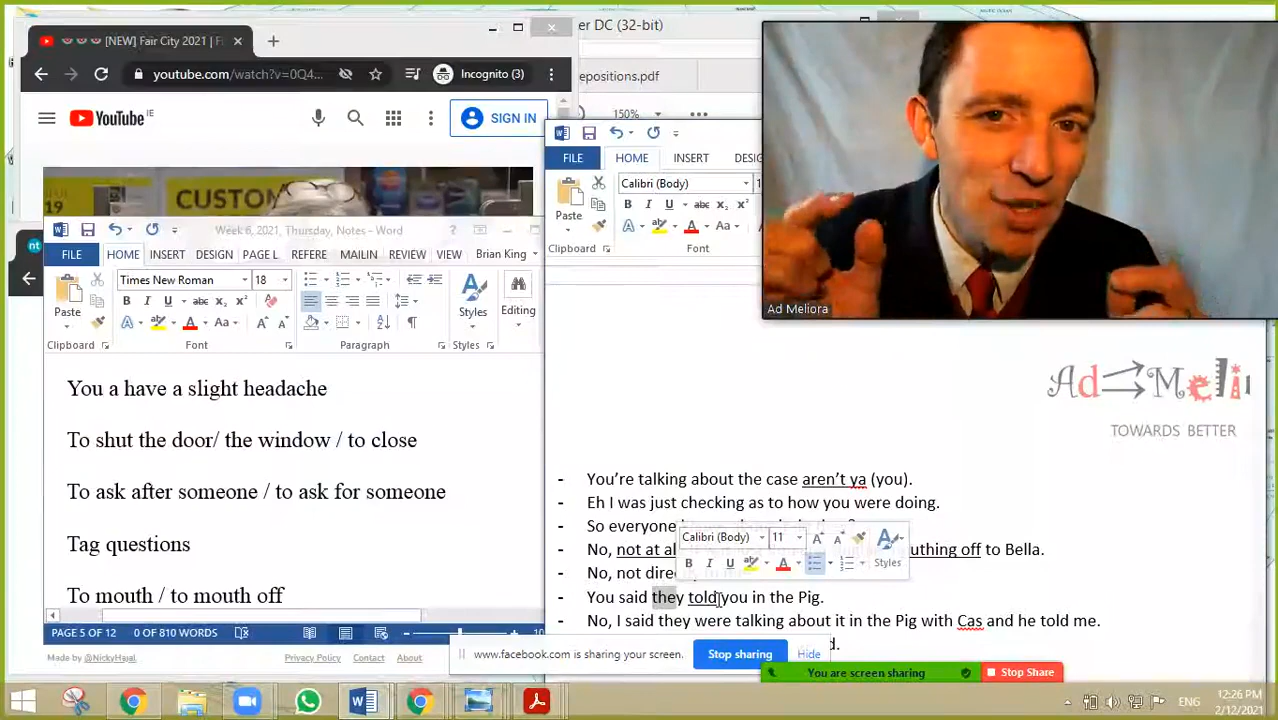 er DC (32-bit)
[NEW] Fair City 2021 | F
youtube.com/watch?v=0Q4...
Incognito (3)
epositions.pdf
150%
YouTube IE
SIGN IN
FILE HOME INSERT DESIG
19
CUSTOM
Calibri (Body)
Paste
Clipboard
Font
Week 6, 2021, Thursday, Notes - Word
FILE HOME INSERT DESIGN PAGE L REFERE MAILIN REVIEW VIEW Brian King
Times New Roman 18
Paste
Styles
Editing
Clipboard Font Paragraph Styles
Ad Meliora
You a have a slight headache
To shut the door/ the window / to close
To ask after someone / to ask for someone
Tag questions
To mouth / to mouth off
Ad Meli
TOWARDS BETTER
- You're talking about the case aren't ya (you).
- Eh I was just checking as to how you were doing.
- So everyone
- No, not at al uthing off to Bella.
Calibri (Body) 11
Styles
- No, not direc
- You said they told you in the Pig.
- No, I said they were talking about it in the Pig with Cas and he told me.
PAGE 5 OF 12 0 OF 810 WORDS
www.facebook.com is sharing your screen. Stop sharing Hide
Made by @NickyHajal.
Privacy Policy Contact About
You are screen sharing Stop Share
ENG
12:26 PM
2/12/2021